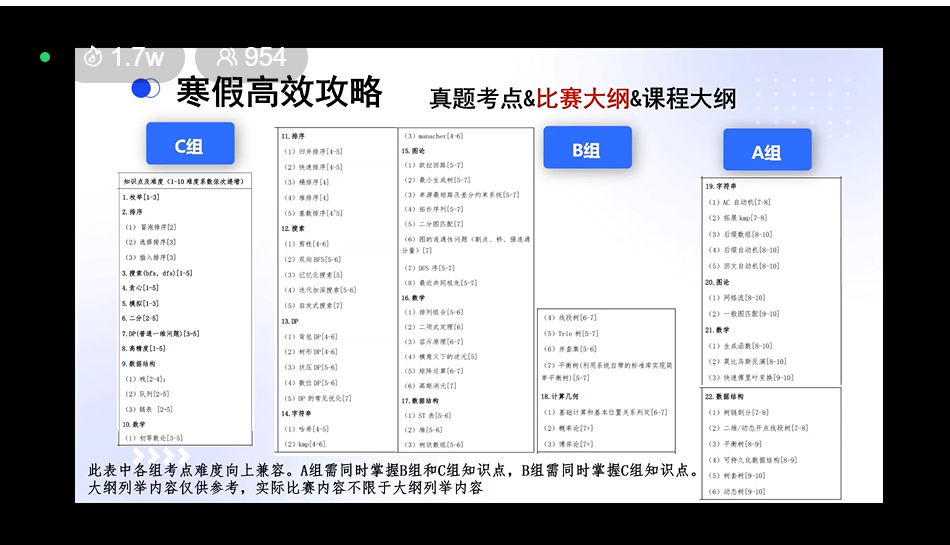 1.7w
954
寒假高效攻略
真题考点&比赛大纲&课程大纲
C组
知识点及难度（1-10 难度系数依次递增）
1.枚举[1-3]
2.排序
（1） 冒泡排序[2]
（2）选择排序[3]
（3）插入排序[3]
3.搜索(bfs, dfs)[1-5]
4.贪心[1-5]
5.模拟[1-3]
6.二分[2-5]
7.DP(普通一维问题)[3-5]
8.高精度[1-5]
9.数据结构
（1）栈[2-4]；
（2）队列[2-5]
（3）链表 [2-5]
10.数学
（1）初等数论[3-5]
11.排序
（1）归并排序[4-5]
（2）快速排序[4-5]
（3）桶排序[4]
（4）堆排序[4]
（5）基数排序[4~5]
12.搜索
（1）剪枝[4-6]
（2）双向BFS[5-6]
（3）记忆化搜索[5]
（4）迭代加深搜索[5-6]
（5）启发式搜索[7]
13.DP
（1）背包DP[4-6]
（2）树形DP[4-6]
（3）状压DP[5-6]
（4）数位DP[5-6]
（5）DP 的常见优化[7]
14.字符串
（1）哈希[4-5]
（2）kmp[4-6]
（3）manacher[4-6]
15.图论
（1）欧拉回路[5-7]
（2）最小生成树[5-7]
（3）单源最短路及差分约束系统[5-7]
（4）拓扑序列[5-7]
（5）二分图匹配[7]
（6）图的连通性问题（割点、桥、强连通
分量）[7]
（7）DFS 序[5-7]
（8）最近共同祖先[5-7]
16.数学
（1）排列组合[5-6]
（2）二项式定理[6]
（3）容斥原理[6-7]
（4）模意义下的逆元[5]
（5）矩阵运算[6-7]
（6）高斯消元[7]
17.数据结构
（1）ST 表[5-6]
（2）堆[5-6]
（3）树状数组[5-6]
B组
（4）线段树[6-7]
（5）Trie 树[5-7]
（6）并查集[5-6]
（7）平衡树(利用系统自带的标准库实现简
单平衡树)[5-7]
18.计算几何
（1）基础计算和基本位置关系判定[6-7]
（2）概率论[7+]
（3）博弈论[7+]
A组
19.字符串
（1）AC 自动机[7-8]
（2）拓展 kmp[7-8]
（3）后缀数组[8-10]
（4）后缀自动机[8-10]
（5）回文自动机[8-10]
20.图论
（1）网络流[8-10]
（2）一般图匹配[9-10]
21.数学
（1）生成函数[8-10]
（2）莫比乌斯反演[8-10]
（3）快速傅里叶变换[9-10]
22.数据结构
（1）树链剖分[7-8]
（2）二维/动态开点线段树[7-8]
（3）平衡树[8-9]
（4）可持久化数据结构[8-9]
（5）树套树[9-10]
（6）动态树[9-10]
此表中各组考点难度向上兼容。A组需同时掌握B组和C组知识点，B组需同时掌握C组知识点。
大纲列举内容仅供参考，实际比赛内容不限于大纲列举内容